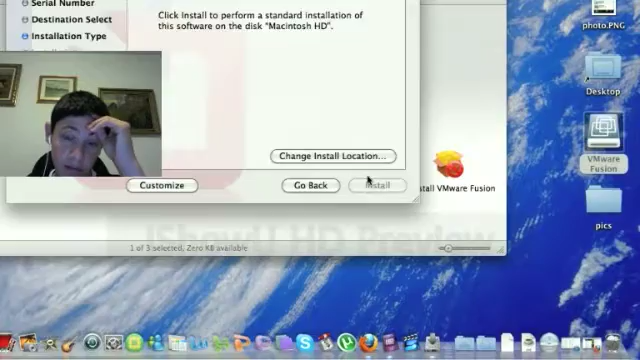 Serial Number
Destination Select
Installation Type
Click Install to perform a standard installation of
this software on the disk "Macintosh HD".
Change Install Location...
Customize
Go Back
Install
stall VMware Fusion
1 of 3 selected, Zero KB available
photo.PNG
Desktop
VMware
Fusion
pics